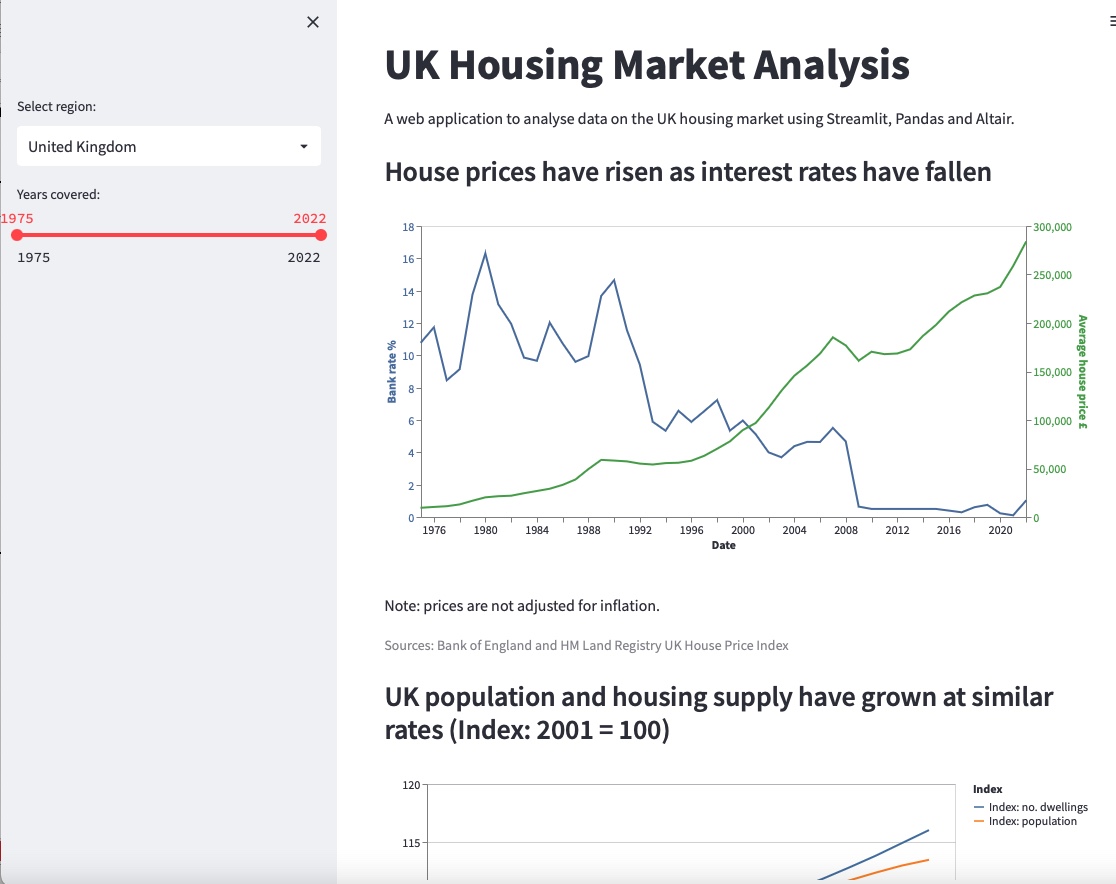 Select region:
United Kingdom
Years covered:
1975 2022
1975 2022
UK Housing Market Analysis
A web application to analyse data on the UK housing market using Streamlit, Pandas and Altair.
House prices have risen as interest rates have fallen
18
16
14
12
10
8
6
4
2
0
Bank rate %
300,000
250,000
200,000
150,000
100,000
50,000
0
Average house price £
1976 1980 1984 1988 1992 1996 2000 2004 2008 2012 2016 2020
Date
Note: prices are not adjusted for inflation.
Sources: Bank of England and HM Land Registry UK House Price Index
UK population and housing supply have grown at similar
rates (Index: 2001 = 100)
120
115
Index
Index: no. dwellings
Index: population